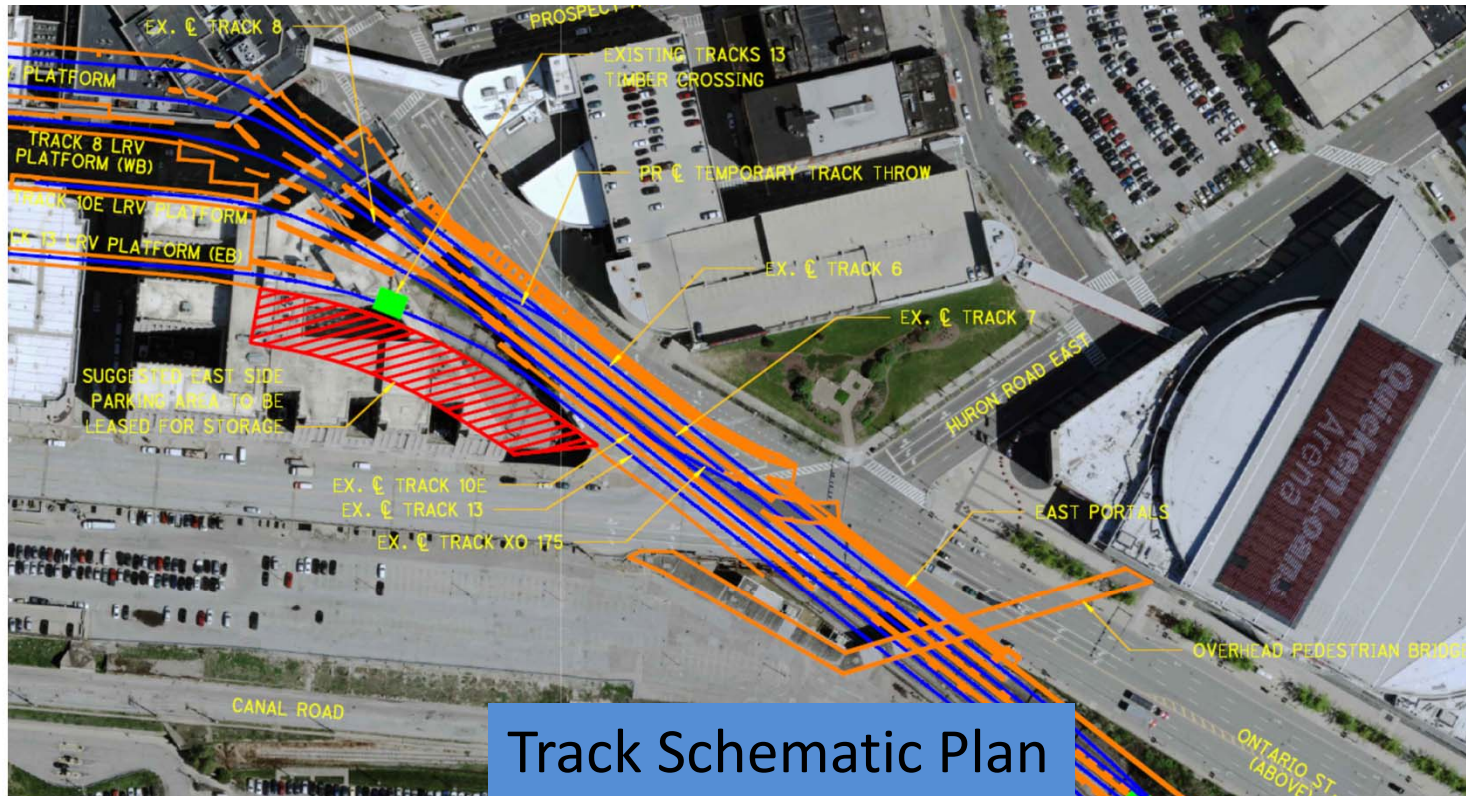 PROSPECT
EX. ℄ TRACK 8
EXISTING TRACKS 13
TIMBER CROSSING
PLATFORM
TRACK 8 LRV
PLATFORM (WB)
PR ℄ TEMPORARY TRACK THROW
TRACK 10E LRV PLATFORM
13 LRV PLATFORM (EB)
EX. ℄ TRACK 6
EX. ℄ TRACK 7
HURON ROAD EAST
Quicken Loans
Arena
SUGGESTED EAST SIDE
PARKING AREA TO BE
LEASED FOR STORAGE
EX. ℄ TRACK 10E
EX. ℄ TRACK 13
EX. ℄ TRACK XO 175
EAST PORTALS
OVERHEAD PEDESTRIAN BRIDGE
CANAL ROAD
ONTARIO ST
(ABOVE)
Track Schematic Plan